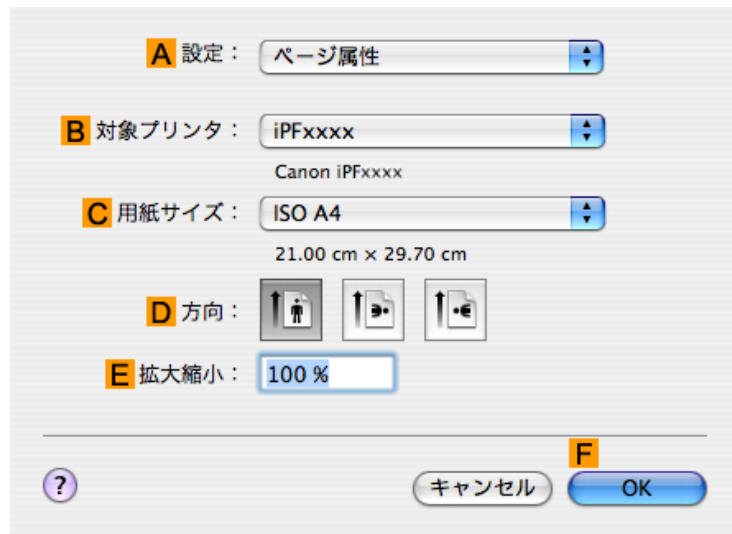 A 設定： ページ属性
B 対象プリンタ： iPFxxxx
Canon iPFxxxx
C 用紙サイズ： ISO A4
21.00 cm × 29.70 cm
D 方向：
E 拡大縮小： 100 %
F
? キャンセル OK